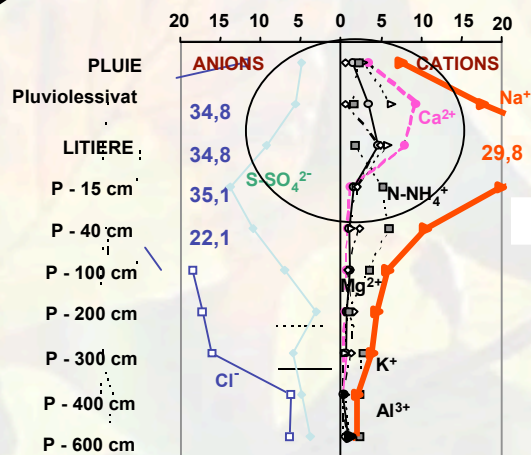 20 15 10 5 0 5 10 15 20
ANIONS CATIONS
PLUIE
Pluviolessivat
LITIERE
P - 15 cm
P - 40 cm
P - 100 cm
P - 200 cm
P - 300 cm
P - 400 cm
P - 600 cm
34,8
34,8
35,1
22,1
S-SO₄²⁻
Cl⁻
Na⁺
Ca²⁺
29,8
N-NH₄⁺
Mg²⁺
K⁺
Al³⁺